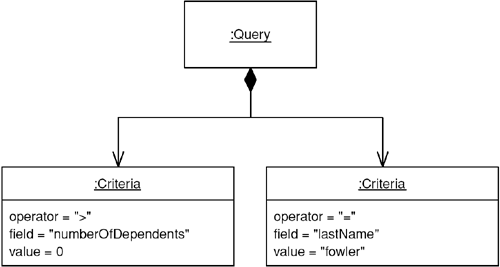 :Query
:Criteria
operator = ">"
field = "numberOfDependents"
value = 0
:Criteria
operator = "="
field = "lastName"
value = "fowler"